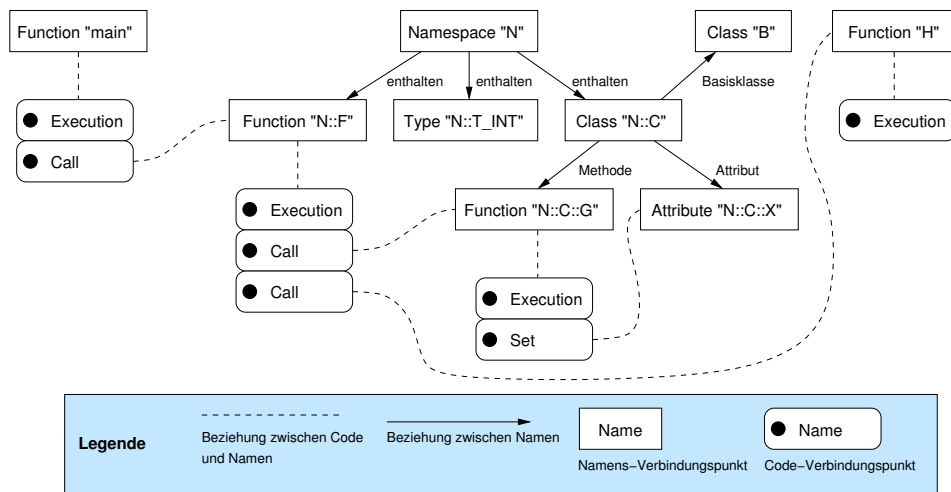 Function "main"
Namespace "N"
Class "B"
Function "H"
enthalten
enthalten
enthalten
Basisklasse
Execution
Call
Function "N::F"
Type "N::T_INT"
Class "N::C"
Execution
Methode
Attribut
Execution
Call
Call
Function "N::C::G"
Attribute "N::C::X"
Execution
Set
Legende
Beziehung zwischen Code
und Namen
Beziehung zwischen Namen
Name
Namens-Verbindungspunkt
Name
Code-Verbindungspunkt